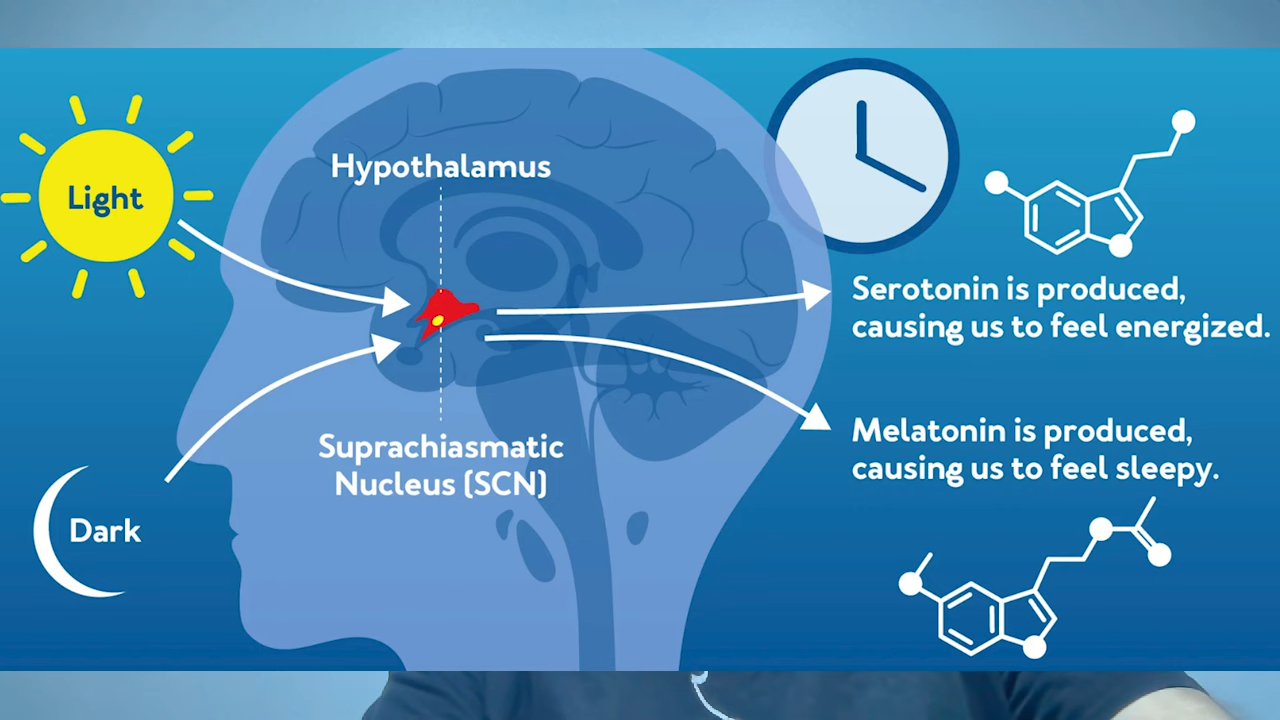 Light
Hypothalamus
Serotonin is produced,
causing us to feel energized.
Suprachiasmatic
Nucleus (SCN)
Melatonin is produced,
causing us to feel sleepy.
Dark